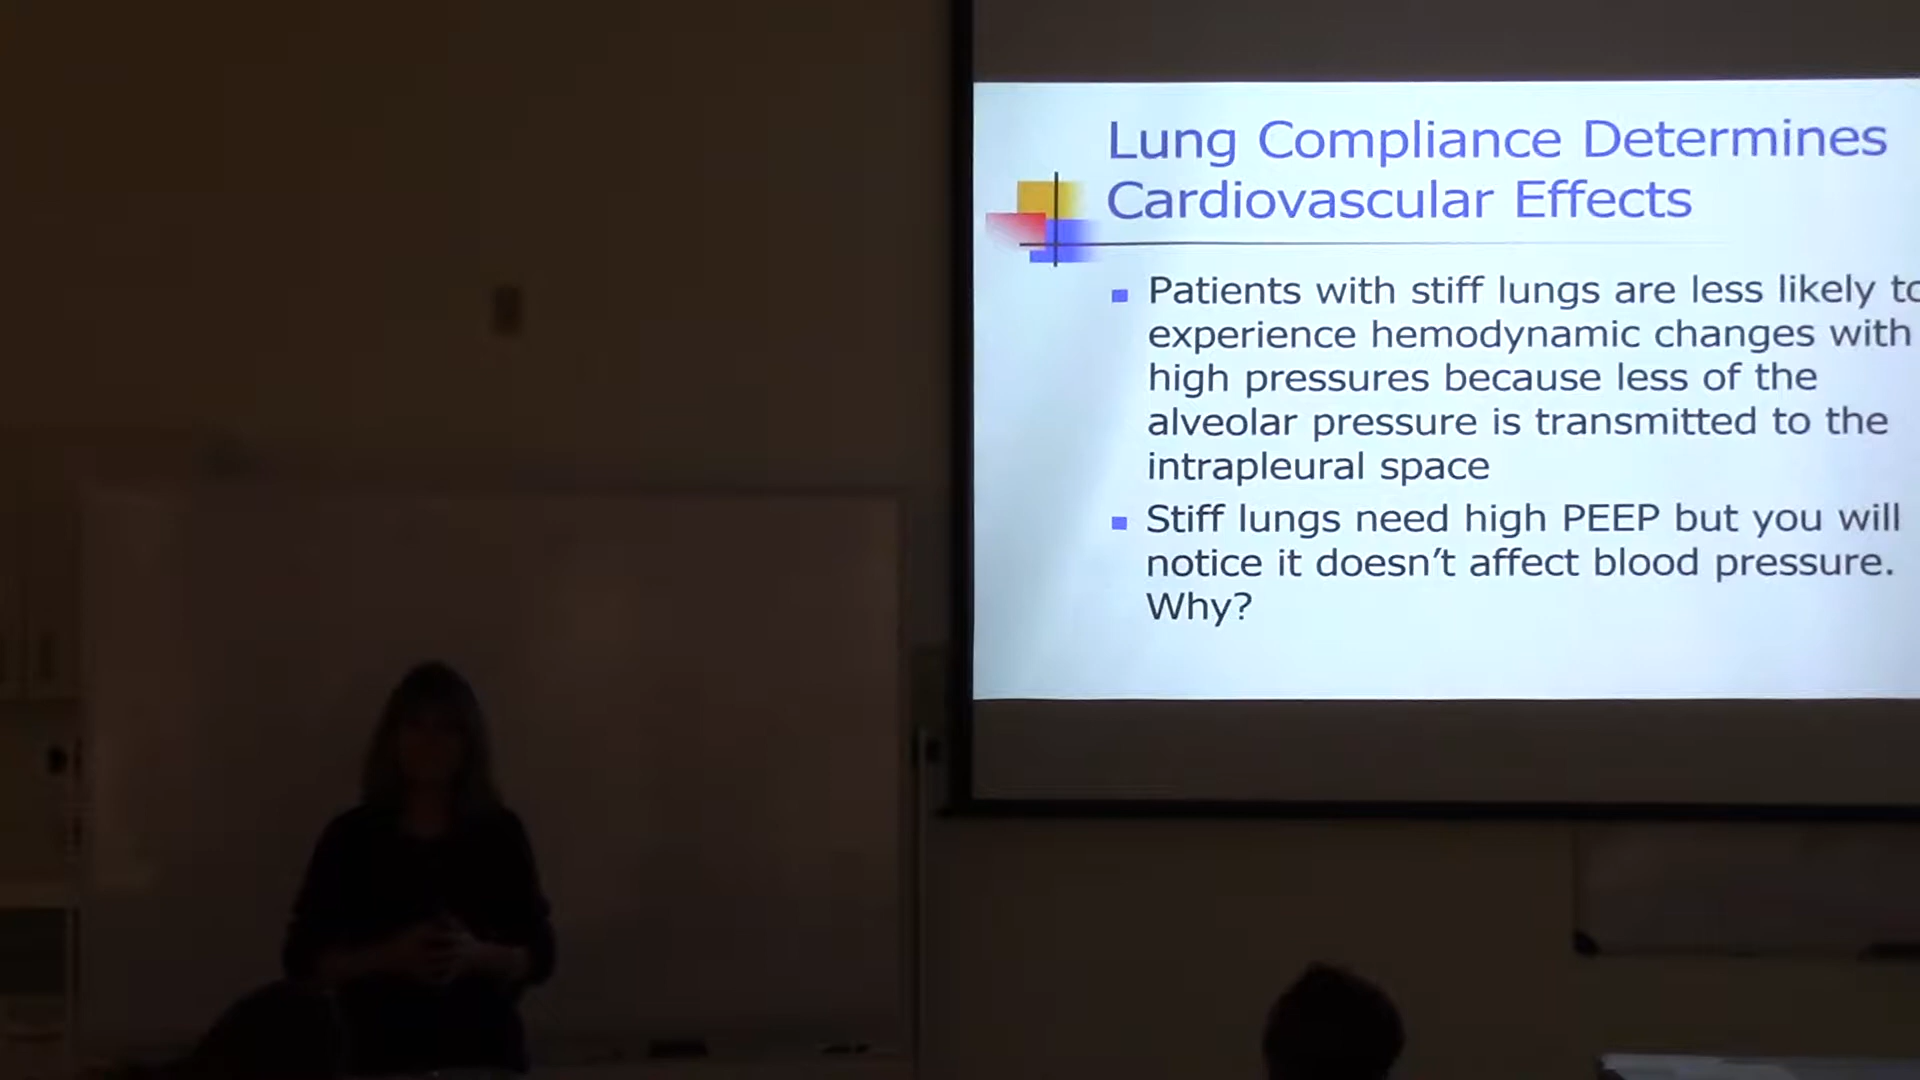 Lung Compliance Determines
Cardiovascular Effects
Patients with stiff lungs are less likely to
experience hemodynamic changes with
high pressures because less of the
alveolar pressure is transmitted to the
intrapleural space
Stiff lungs need high PEEP but you will
notice it doesn’t affect blood pressure.
Why?